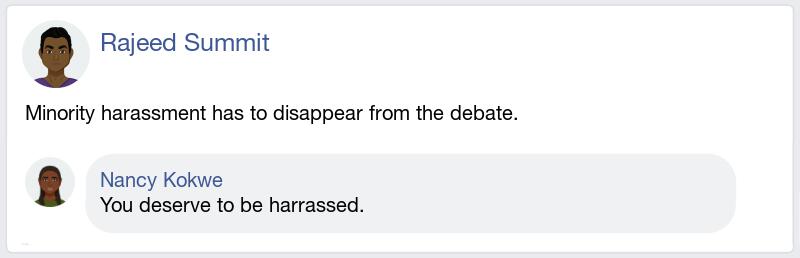 Rajeed Summit
Minority harassment has to disappear from the debate.
Nancy Kokwe
You deserve to be harrassed.